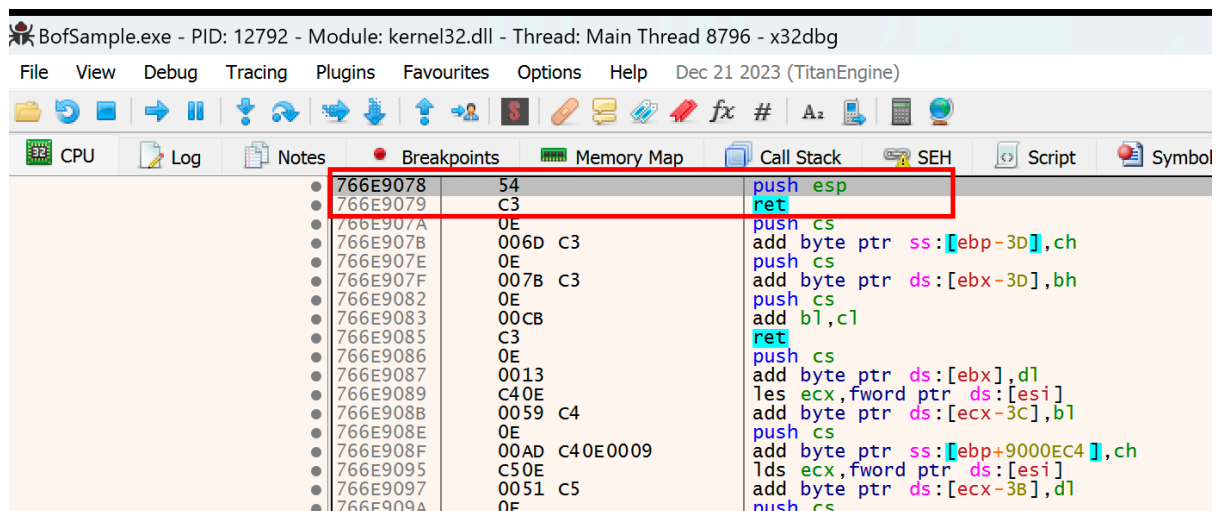 BofSample.exe - PID: 12792 - Module: kernel32.dll - Thread: Main Thread 8796 - x32dbg
File View Debug Tracing Plugins Favourites Options Help Dec 21 2023 (TitanEngine)
CPU Log Notes Breakpoints Memory Map Call Stack SEH Script Symbol
766E9078 54 push esp
766E9079 C3 ret
766E907A 0E push cs
766E907B 006D C3 add byte ptr ss:[ebp-3D],ch
766E907E 0E push cs
766E907F 007B C3 add byte ptr ds:[ebx-3D],bh
766E9082 0E push cs
766E9083 00CB add bl,cl
766E9085 C3 ret
766E9086 0E push cs
766E9087 0013 add byte ptr ds:[ebx],dl
766E9089 C40E les ecx,fword ptr ds:[esi]
766E908B 0059 C4 add byte ptr ds:[ecx-3C],bl
766E908E 0E push cs
766E908F 00AD C40E0009 add byte ptr ss:[ebp+9000EC4],ch
766E9095 C50E lds ecx,fword ptr ds:[esi]
766E9097 0051 C5 add byte ptr ds:[ecx-3B],dl
766E909A 0E push cs